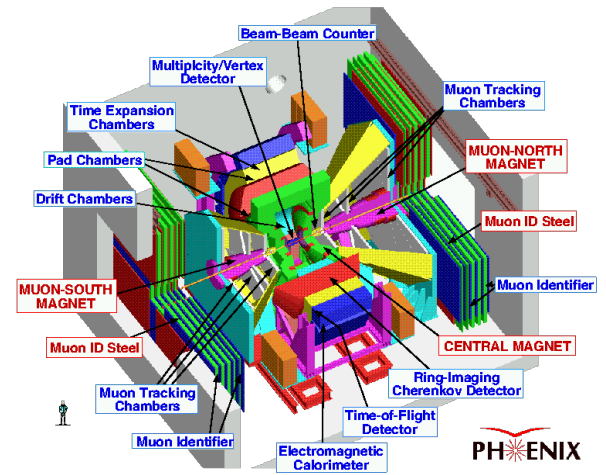 Beam-Beam Counter
Multiplcity/Vertex
Detector
Time Expansion
Chambers
Muon Tracking
Chambers
Pad Chambers
MUON-NORTH
MAGNET
Drift Chambers
Muon ID Steel
Muon Identifier
MUON-SOUTH
MAGNET
Muon ID Steel
CENTRAL MAGNET
Muon Tracking
Chambers
Ring-Imaging
Cherenkov Detector
Time-of-Flight
Detector
Muon Identifier
Electromagnetic
Calorimeter
PHENIX